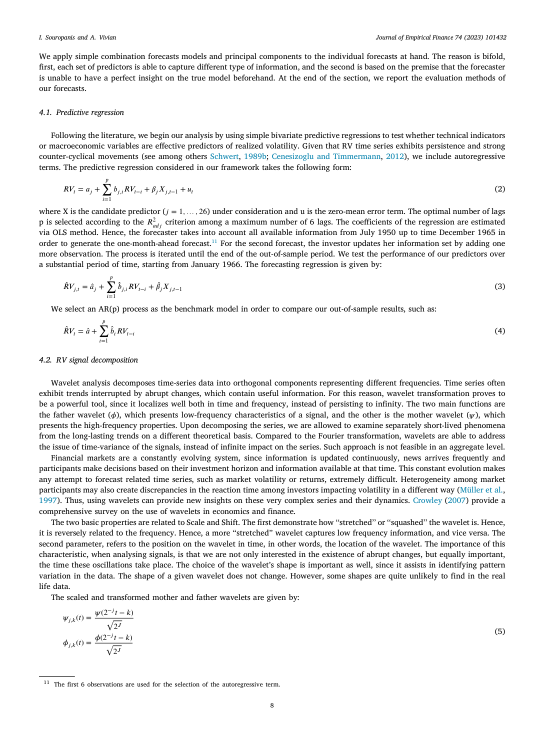 I. Souropanis and A. Vivian
Journal of Empirical Finance 74 (2023) 101432
We apply simple combination forecasts models and principal components to the individual forecasts at hand. The reason is bifold,
first, each set of predictors is able to capture different type of information, and the second is based on the premise that the forecaster
is unable to have a perfect insight on the true model beforehand. At the end of the section, we report the evaluation methods of
our forecasts.
4.1. Predictive regression
Following the literature, we begin our analysis by using simple bivariate predictive regressions to test whether technical indicators
or macroeconomic variables are effective predictors of realized volatility. Given that RV time series exhibits persistence and strong
counter-cyclical movements (see among others Schwert, 1989b; Cenesizoglu and Timmermann, 2012), we include autoregressive
terms. The predictive regression considered in our framework takes the following form:
RV_t = a_j + ∑_{i=1}^{p} b_{j,i} RV_{t−i} + β_j X_{j,t−1} + u_t (2)
where X is the candidate predictor (j = 1, … , 26) under consideration and u is the zero-mean error term. The optimal number of lags
p is selected according to the R²_{adj} criterion among a maximum number of 6 lags. The coefficients of the regression are estimated
via OLS method. Hence, the forecaster takes into account all available information from July 1950 up to time December 1965 in
order to generate the one-month-ahead forecast.¹¹ For the second forecast, the investor updates her information set by adding one
more observation. The process is iterated until the end of the out-of-sample period. We test the performance of our predictors over
a substantial period of time, starting from January 1966. The forecasting regression is given by:
R̂V_{j,t} = â_j + ∑_{i=1}^{p} b̂_{j,i} RV_{t−i} + β̂_j X_{j,t−1} (3)
We select an AR(p) process as the benchmark model in order to compare our out-of-sample results, such as:
R̂V_t = â + ∑_{i=1}^{p} b̂_i RV_{t−i} (4)
4.2. RV signal decomposition
Wavelet analysis decomposes time-series data into orthogonal components representing different frequencies. Time series often
exhibit trends interrupted by abrupt changes, which contain useful information. For this reason, wavelet transformation proves to
be a powerful tool, since it localizes well both in time and frequency, instead of persisting to infinity. The two main functions are
the father wavelet (ϕ), which presents low-frequency characteristics of a signal, and the other is the mother wavelet (ψ), which
presents the high-frequency properties. Upon decomposing the series, we are allowed to examine separately short-lived phenomena
from the long-lasting trends on a different theoretical basis. Compared to the Fourier transformation, wavelets are able to address
the issue of time-variance of the signals, instead of infinite impact on the series. Such approach is not feasible in an aggregate level.
Financial markets are a constantly evolving system, since information is updated continuously, news arrives frequently and
participants make decisions based on their investment horizon and information available at that time. This constant evolution makes
any attempt to forecast related time series, such as market volatility or returns, extremely difficult. Heterogeneity among market
participants may also create discrepancies in the reaction time among investors impacting volatility in a different way (Müller et al.,
1997). Thus, using wavelets can provide new insights on these very complex series and their dynamics. Crowley (2007) provide a
comprehensive survey on the use of wavelets in economics and finance.
The two basic properties are related to Scale and Shift. The first demonstrate how “stretched” or “squashed” the wavelet is. Hence,
it is reversely related to the frequency. Hence, a more “stretched” wavelet captures low frequency information, and vice versa. The
second parameter, refers to the position on the wavelet in time, in other words, the location of the wavelet. The importance of this
characteristic, when analysing signals, is that we are not only interested in the existence of abrupt changes, but equally important,
the time these oscillations take place. The choice of the wavelet’s shape is important as well, since it assists in identifying pattern
variation in the data. The shape of a given wavelet does not change. However, some shapes are quite unlikely to find in the real
life data.
The scaled and transformed mother and father wavelets are given by:
ψ_{j,k}(t) = ψ(2^{−j}t − k) / √2^J
ϕ_{j,k}(t) = ϕ(2^{−j}t − k) / √2^J (5)
¹¹ The first 6 observations are used for the selection of the autoregressive term.
8